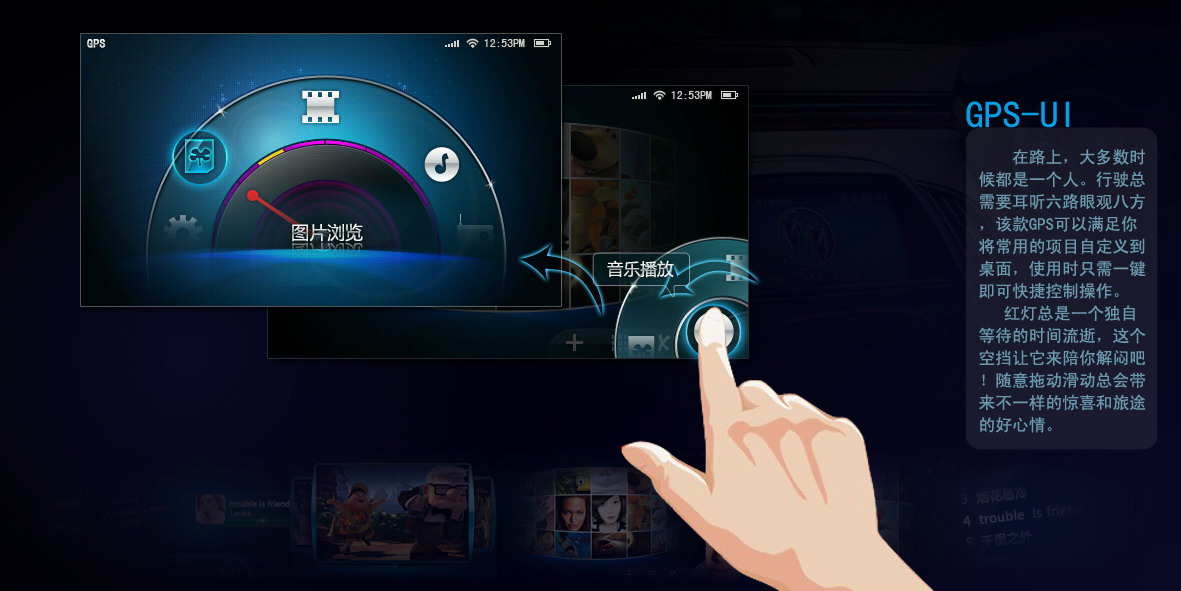 GPS
12:53PM
12:53PM
图片浏览
音乐播放
GPS-UI
在路上，大多数时
候都是一个人。行驶总
需要耳听六路眼观八方
，该款GPS可以满足你
将常用的项目自定义到
桌面，使用时只需一键
即可快捷控制操作。
红灯总是一个独自
等待的时间流逝，这个
空挡让它来陪你解闷吧
！随意拖动滑动总会带
来不一样的惊喜和旅途
的好心情。
trouble is friend
Lenka
3 烟花易冷
4 trouble is friend
5 千里之外